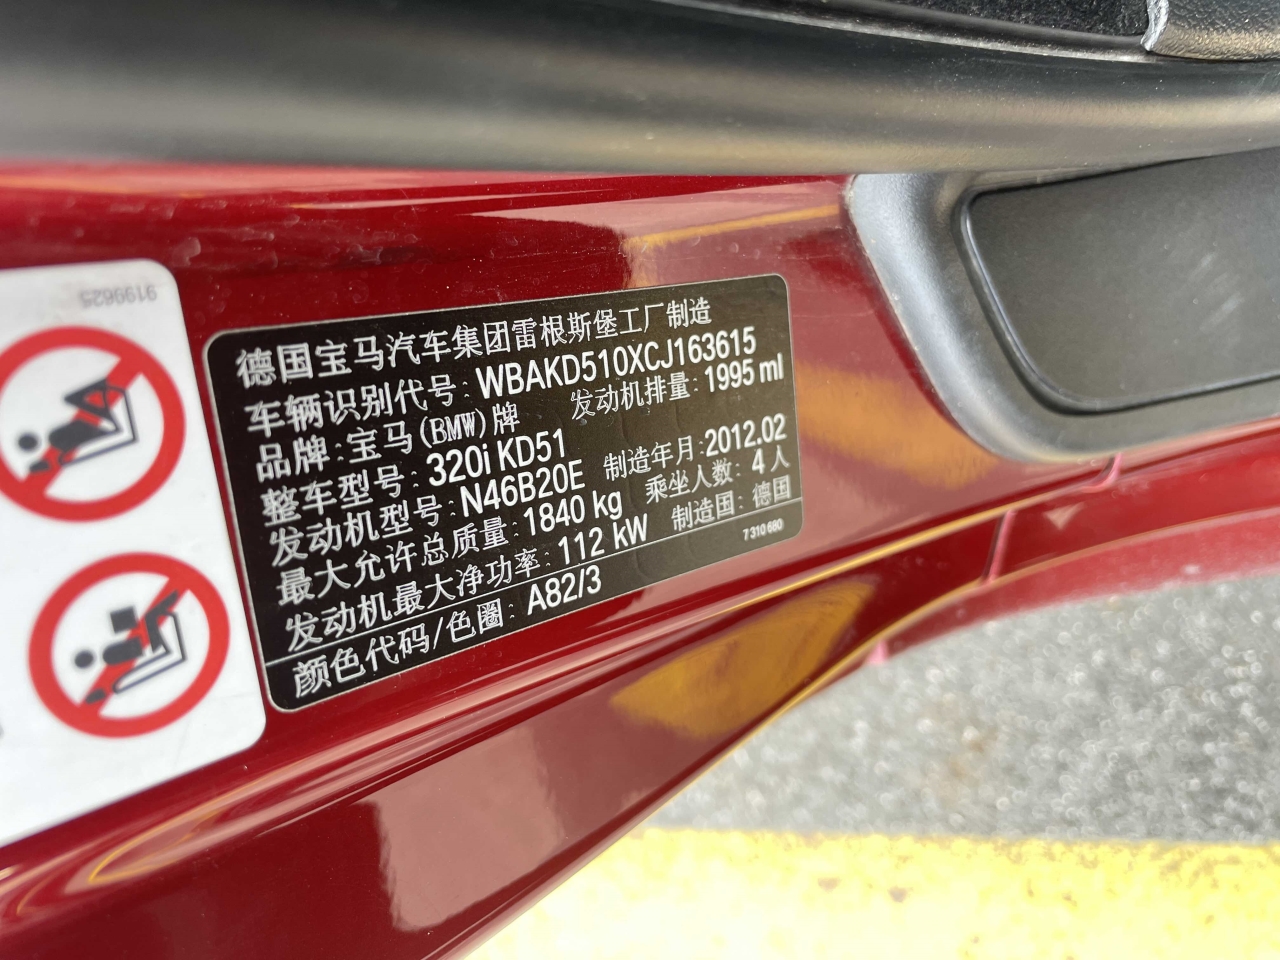 9199625
德国宝马汽车集团雷根斯堡工厂制造
车辆识别代号: WBAKD510XCJ163615
品牌:宝马(BMW)牌 发动机排量: 1995 ml
整车型号: 320i KD51 制造年月:2012.02
发动机型号: N46B20E 乘坐人数: 4人
最大允许总质量: 1840 kg 制造国: 德国
发动机最大净功率: 112 kW 7 310 680
颜色代码/色圈: A82/3